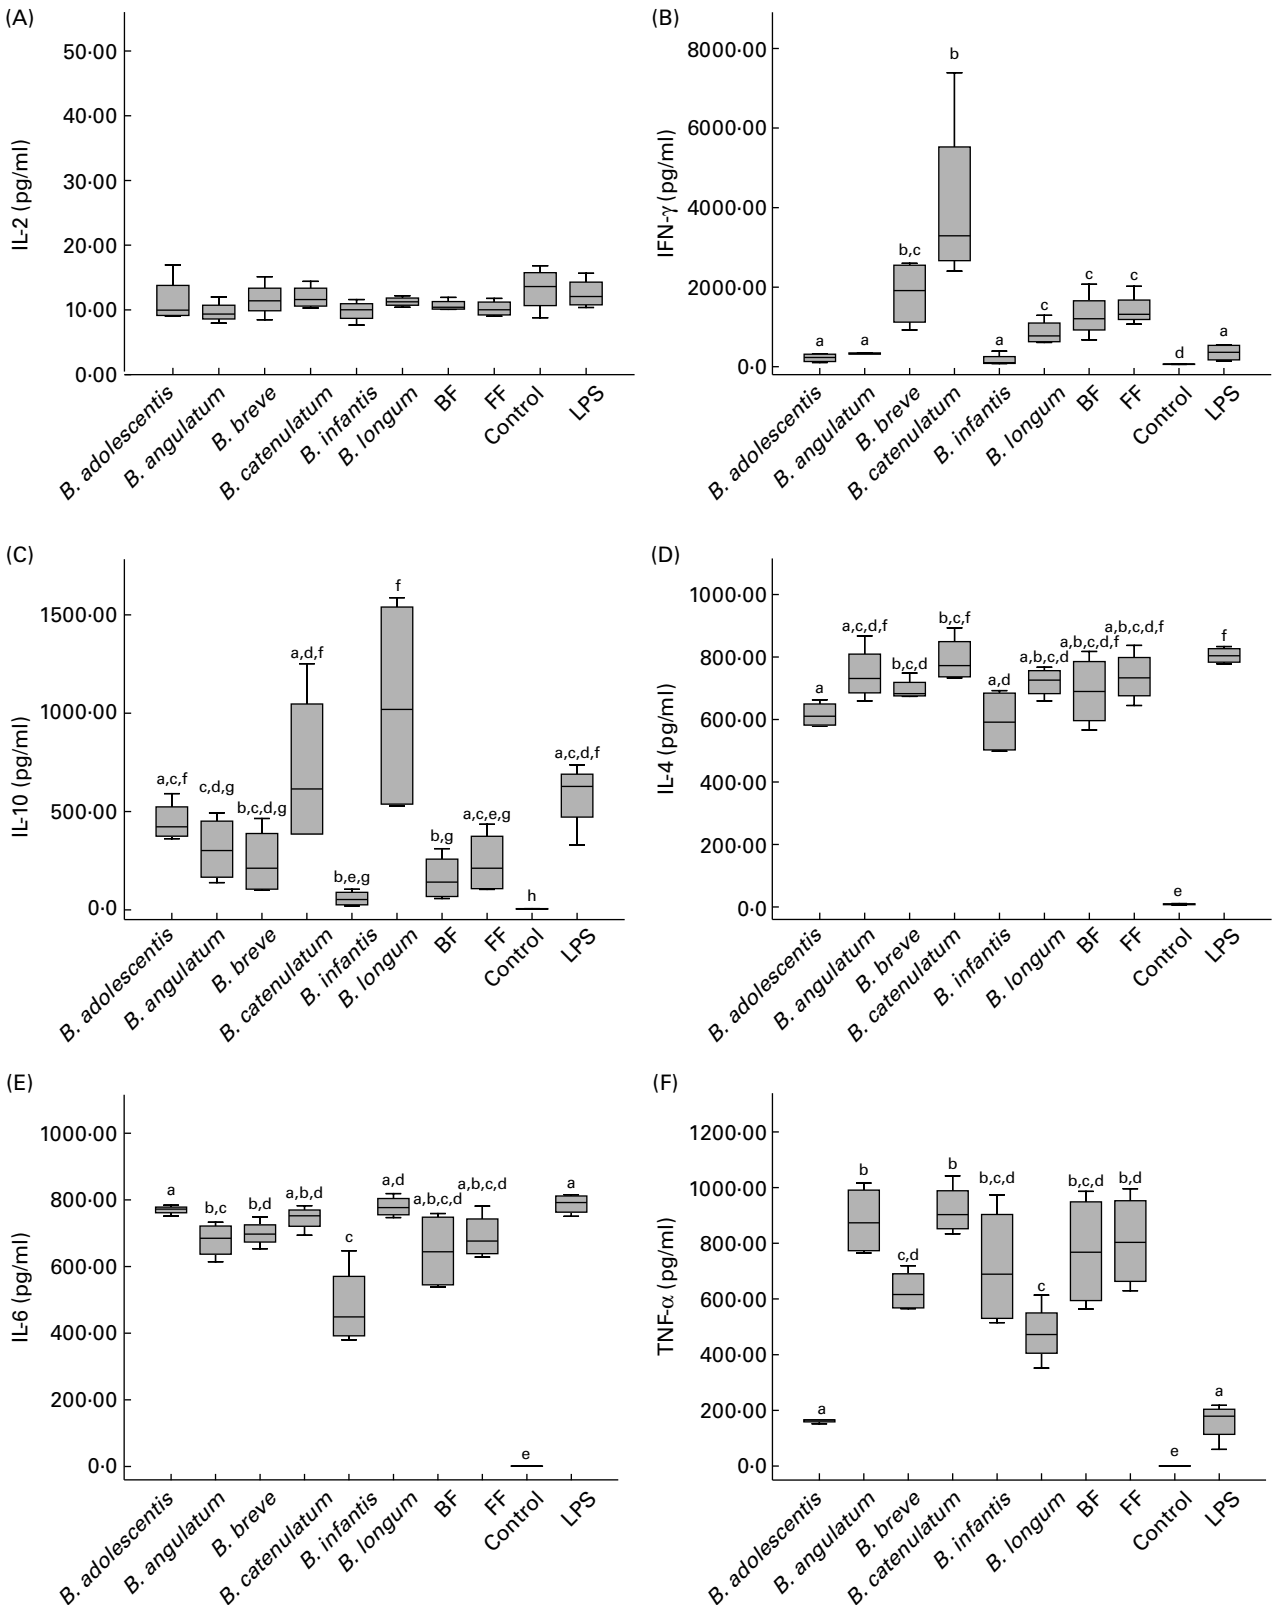 (A)
50·00
40·00
30·00
20·00
10·00
0·00
IL-2 (pg/ml)
B. adolescentis
B. angulatum
B. breve
B. catenulatum
B. infantis
B. longum
BF
FF
Control
LPS
(B)
8000·00
6000·00
4000·00
2000·00
0·00
IFN-γ (pg/ml)
a
a
b,c
b
a
c
c
c
d
a
B. adolescentis
B. angulatum
B. breve
B. catenulatum
B. infantis
B. longum
BF
FF
Control
LPS
(C)
1500·00
1000·00
500·00
0·0
IL-10 (pg/ml)
a,c,f
c,d,g
b,c,d,g
a,d,f
b,e,g
f
b,g
a,c,e,g
h
a,c,d,f
B. adolescentis
B. angulatum
B. breve
B. catenulatum
B. infantis
B. longum
BF
FF
Control
LPS
(D)
1000·00
800·00
600·00
400·00
200·00
0·0
IL-4 (pg/ml)
a
a,c,d,f
b,c,d
b,c,f
a,d
a,b,c,d
a,b,c,d,f
a,b,c,d,f
e
f
B. adolescentis
B. angulatum
B. breve
B. catenulatum
B. infantis
B. longum
BF
FF
Control
LPS
(E)
1000·00
800·00
600·00
400·00
200·00
0·0
IL-6 (pg/ml)
a
b,c
b,d
a,b,d
c
a,d
a,b,c,d
a,b,c,d
e
a
B. adolescentis
B. angulatum
B. breve
B. catenulatum
B. infantis
B. longum
BF
FF
Control
LPS
(F)
1200·00
1000·00
800·00
600·00
400·00
200·00
0·0
TNF-α (pg/ml)
a
b
c,d
b
b,c,d
c
b,c,d
b,d
e
a
B. adolescentis
B. angulatum
B. breve
B. catenulatum
B. infantis
B. longum
BF
FF
Control
LPS